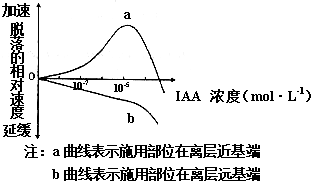 加速
脱落的相对速度
延缓
a
0
10⁻⁷
10⁻⁵
IAA 浓度(mol·L⁻¹)
b
注：a 曲线表示施用部位在离层近基端
b 曲线表示施用部位在离层远基端